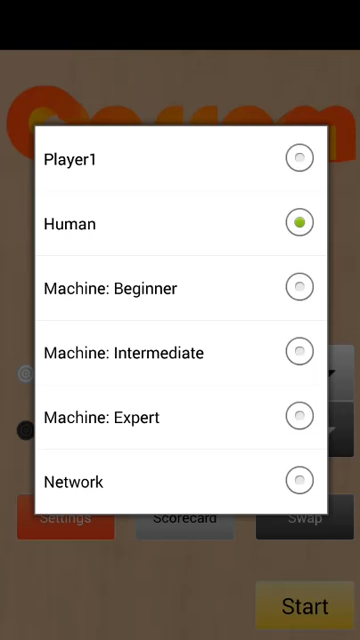 Player1
Human
Machine: Beginner
Machine: Intermediate
Machine: Expert
Network
Settings
Scorecard
Swap
Start